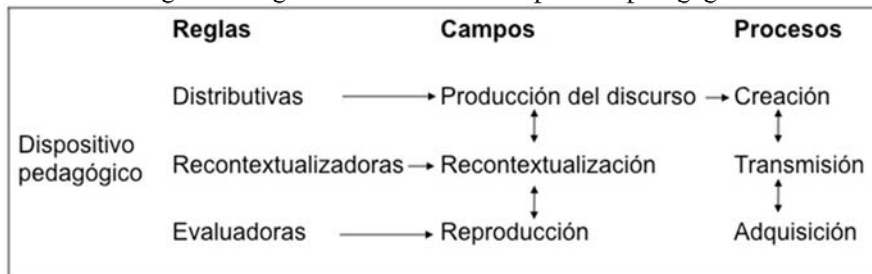 Reglas Campos Procesos
Distributivas Producción del discurso Creación
Dispositivo
pedagógico
Recontextualizadoras Recontextualización Transmisión
Evaluadoras Reproducción Adquisición